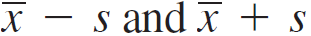 x̅ − s and x̅ + s